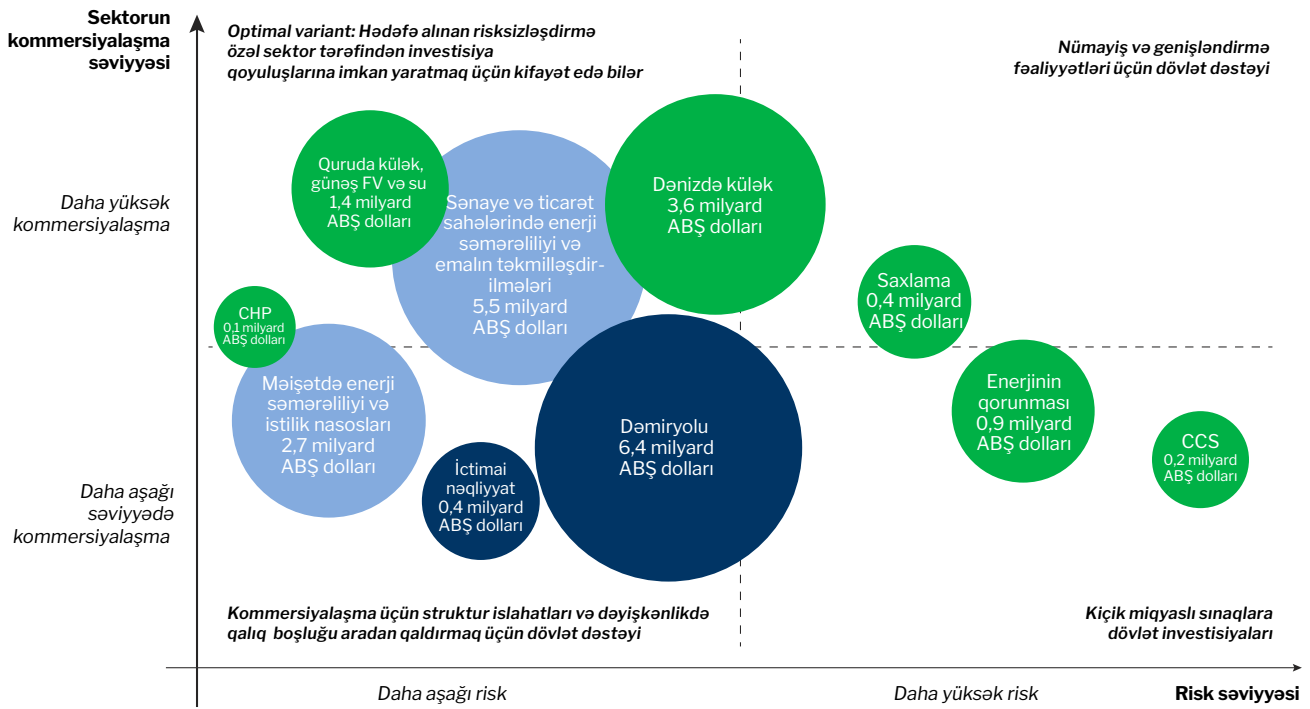 Sektorun
kommersiyalaşma
səviyyəsi
Optimal variant: Hədəfə alınan risksizləşdirmə
özəl sektor tərəfindən investisiya
qoyuluşlarına imkan yaratmaq üçün kifayət edə bilər
Nümayiş və genişləndirmə
fəaliyyətləri üçün dövlət dəstəyi
Daha yüksək
kommersiyalaşma
Quruda külək,
günəş FV və su
1,4 milyard
ABŞ dolları
Sənaye və ticarət
sahələrində enerji
səmərəliliyi və
emalın təkmilləşdir-
ilmələri
5,5 milyard
ABŞ dolları
Dənizdə külək
3,6 milyard
ABŞ dolları
Saxlama
0,4 milyard
ABŞ dolları
CHP
0,1 milyard
ABŞ dolları
Məişətdə enerji
səmərəliliyi və
istilik nasosları
2,7 milyard
ABŞ dolları
İctimai
nəqliyyat
0,4 milyard
ABŞ dolları
Dəmiryolu
6,4 milyard
ABŞ dolları
Enerjinin
qorunması
0,9 milyard
ABŞ dolları
CCS
0,2 milyard
ABŞ dolları
Daha aşağı
səviyyədə
kommersiyalaşma
Kommersiyalaşma üçün struktur islahatları və dəyişkənlikdə
qalıq boşluğu aradan qaldırmaq üçün dövlət dəstəyi
Kiçik miqyaslı sınaqlara
dövlət investisiyaları
Daha aşağı risk
Daha yüksək risk
Risk səviyyəsi